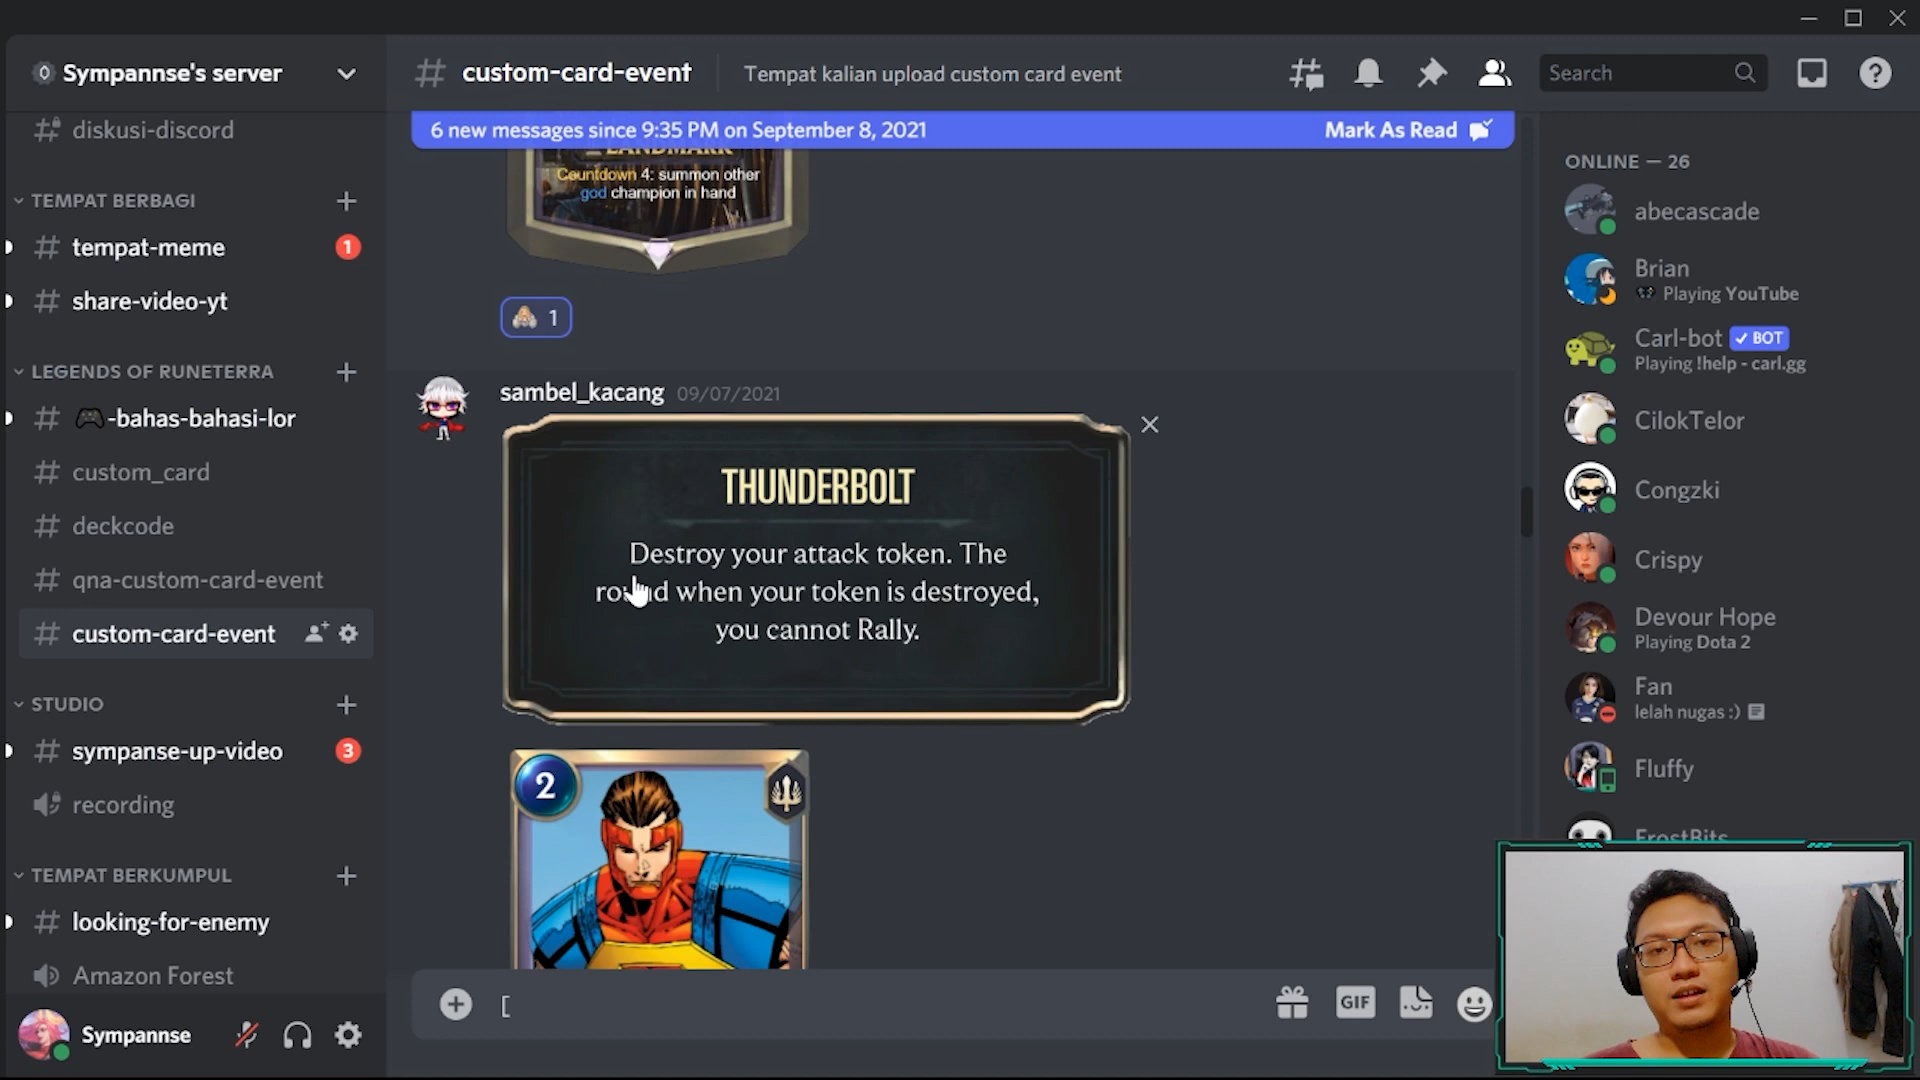 Sympannse's server
# custom-card-event
Tempat kalian upload custom card event
Search
diskusi-discord
TEMPAT BERBAGI
# tempat-meme
1
# share-video-yt
LEGENDS OF RUNETERRA
# -bahas-bahasi-lor
# custom_card
# deckcode
# qna-custom-card-event
# custom-card-event
STUDIO
# sympanse-up-video
3
recording
TEMPAT BERKUMPUL
# looking-for-enemy
Amazon Forest
Sympannse
6 new messages since 9:35 PM on September 8, 2021
Mark As Read
LANDMARK
Countdown 4: summon other
god champion in hand
1
sambel_kacang 09/07/2021
THUNDERBOLT
Destroy your attack token. The
round when your token is destroyed,
you cannot Rally.
2
[
GIF
ONLINE — 26
abecascade
Brian
Playing YouTube
Carl-bot ✓ BOT
Playing !help - carl.gg
CilokTelor
Congzki
Crispy
Devour Hope
Playing Dota 2
Fan
lelah nugas :)
Fluffy
FrostBits